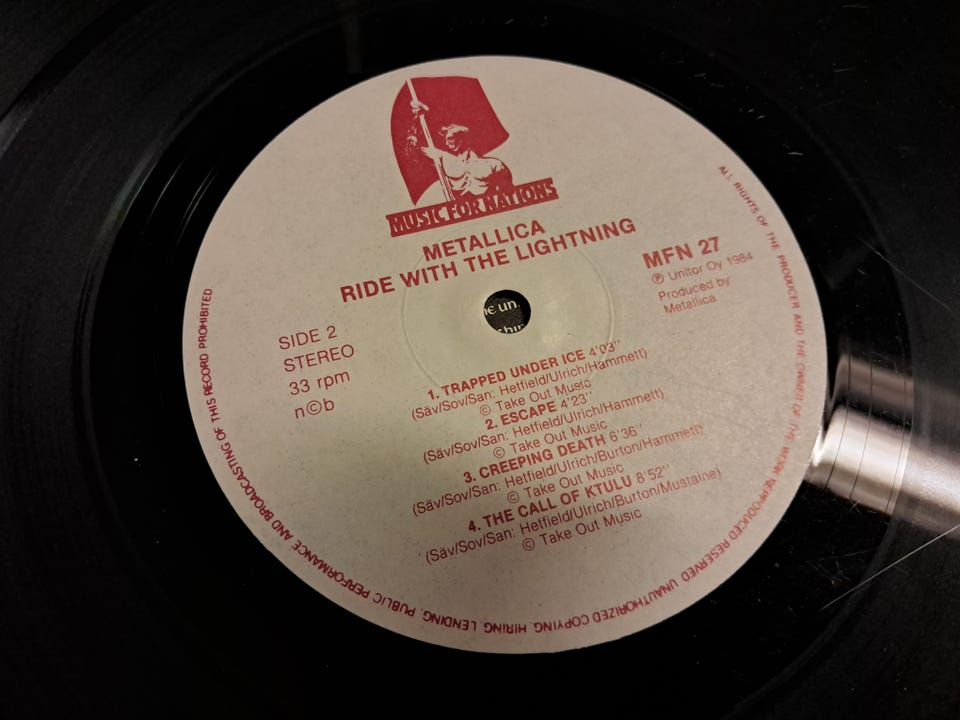 MUSIC FOR NATIONS
METALLICA
RIDE WITH THE LIGHTNING
MFN 27
Ⓟ Unitor Oy 1984
Produced by
Metallica
SIDE 2
STEREO
33 rpm
n©b
1. TRAPPED UNDER ICE 4'03"
(Säv/Sov/San: Hetfield/Ulrich/Hammett)
© Take Out Music
2. ESCAPE 4'23"
(Säv/Sov/San: Hetfield/Ulrich/Hammett)
© Take Out Music
3. CREEPING DEATH 6'36"
(Säv/Sov/San: Hetfield/Ulrich/Burton/Hammett)
© Take Out Music
4. THE CALL OF KTULU 8'52"
(Säv/Sov/San: Hetfield/Ulrich/Burton/Mustaine)
© Take Out Music
ALL RIGHTS OF THE PRODUCER AND THE OWNER OF THE WORK REPRODUCED RESERVED. UNAUTHORIZED COPYING, HIRING, LENDING, PUBLIC PERFORMANCE AND BROADCASTING OF THIS RECORD PROHIBITED